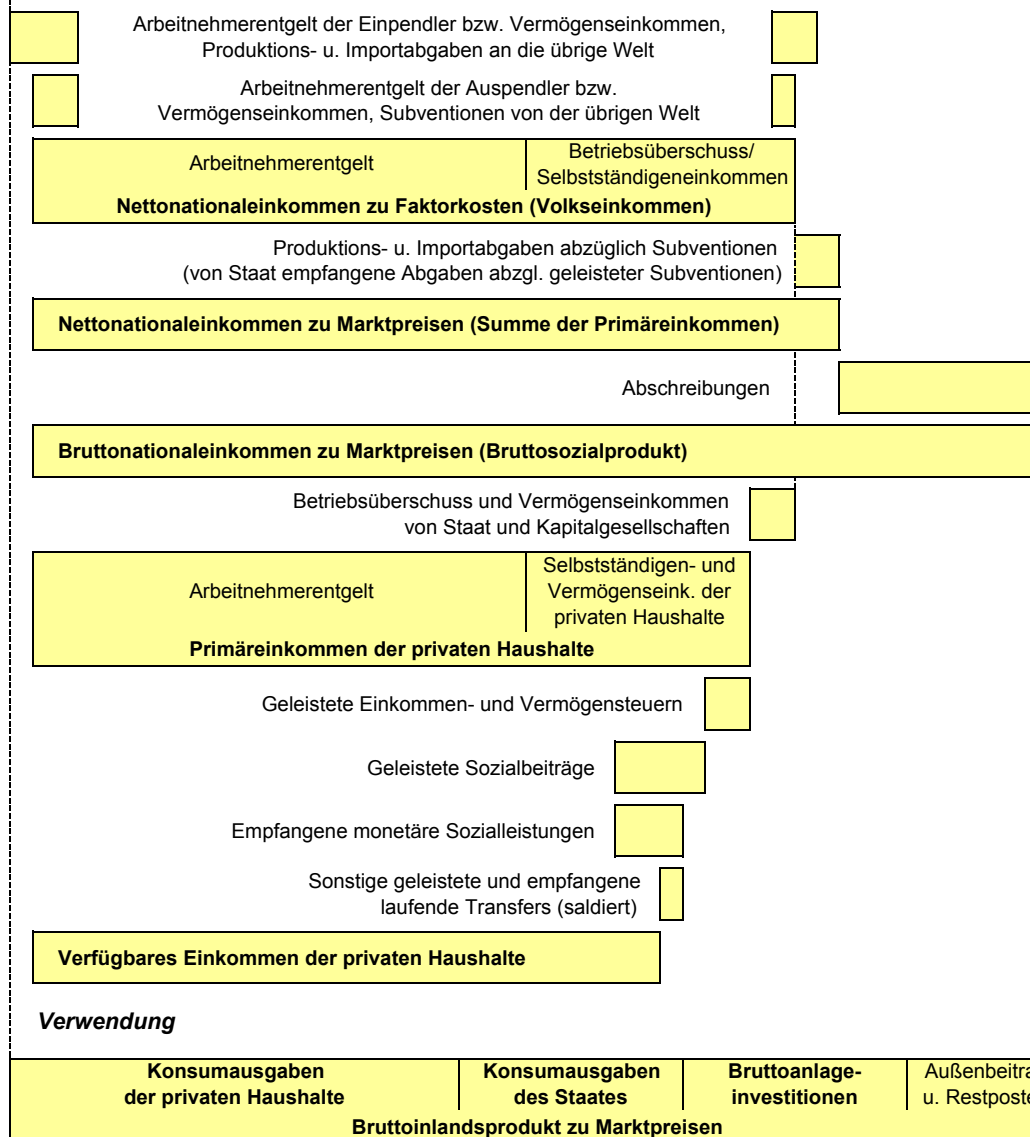 Arbeitnehmerentgelt der Einpendler bzw. Vermögenseinkommen,
Produktions- u. Importabgaben an die übrige Welt
Arbeitnehmerentgelt der Auspendler bzw.
Vermögenseinkommen, Subventionen von der übrigen Welt
Arbeitnehmerentgelt
Betriebsüberschuss/
Selbstständigeneinkommen
Nettonationaleinkommen zu Faktorkosten (Volkseinkommen)
Produktions- u. Importabgaben abzüglich Subventionen
(von Staat empfangene Abgaben abzgl. geleisteter Subventionen)
Nettonationaleinkommen zu Marktpreisen (Summe der Primäreinkommen)
Abschreibungen
Bruttonationaleinkommen zu Marktpreisen (Bruttosozialprodukt)
Betriebsüberschuss und Vermögenseinkommen
von Staat und Kapitalgesellschaften
Arbeitnehmerentgelt
Selbstständigen- und
Vermögenseink. der
privaten Haushalte
Primäreinkommen der privaten Haushalte
Geleistete Einkommen- und Vermögensteuern
Geleistete Sozialbeiträge
Empfangene monetäre Sozialleistungen
Sonstige geleistete und empfangene
laufende Transfers (saldiert)
Verfügbares Einkommen der privaten Haushalte
Verwendung
Konsumausgaben
der privaten Haushalte
Konsumausgaben
des Staates
Bruttoanlage-
investitionen
Außenbeitra
u. Restposte
Bruttoinlandsprodukt zu Marktpreisen